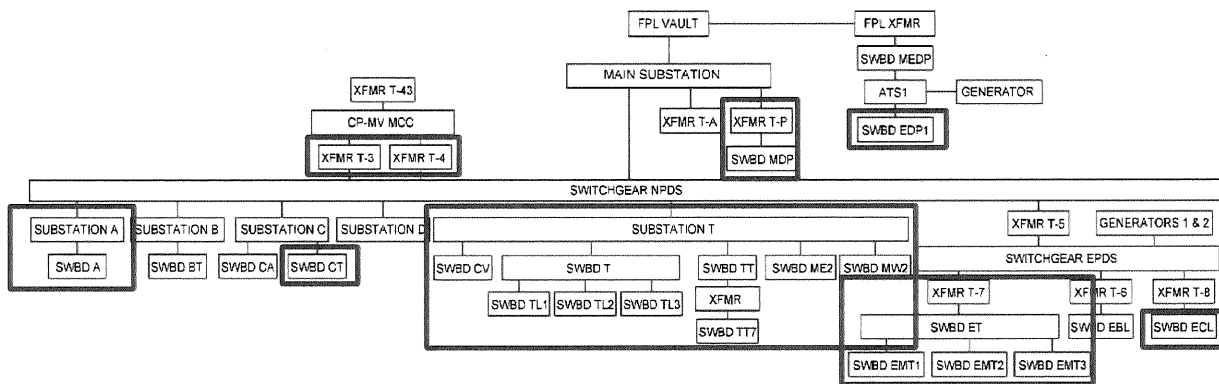 FPL VAULT
FPL XFMR
SWBD MEDP
MAIN SUBSTATION
XFMR T-43
ATS1
GENERATOR
CP-MV MCC
XFMR T-A
XFMR T-P
SWBD EDP1
XFMR T-3
XFMR T-4
SWBD MDP
SWITCHGEAR NPDS
SUBSTATION A
SUBSTATION B
SUBSTATION C
SUBSTATION D
SUBSTATION T
XFMR T-5
GENERATORS 1 & 2
SWBD A
SWBD BT
SWBD CA
SWBD CT
SWBD CV
SWBD T
SWBD TT
SWBD ME2
SWBD MW2
SWITCHGEAR EPDS
SWBD TL1
SWBD TL2
SWBD TL3
XFMR
XFMR T-7
XFMR T-6
XFMR T-8
SWBD TT7
SWBD ET
SWBD EBL
SWBD ECL
SWBD EMT1
SWBD EMT2
SWBD EMT3